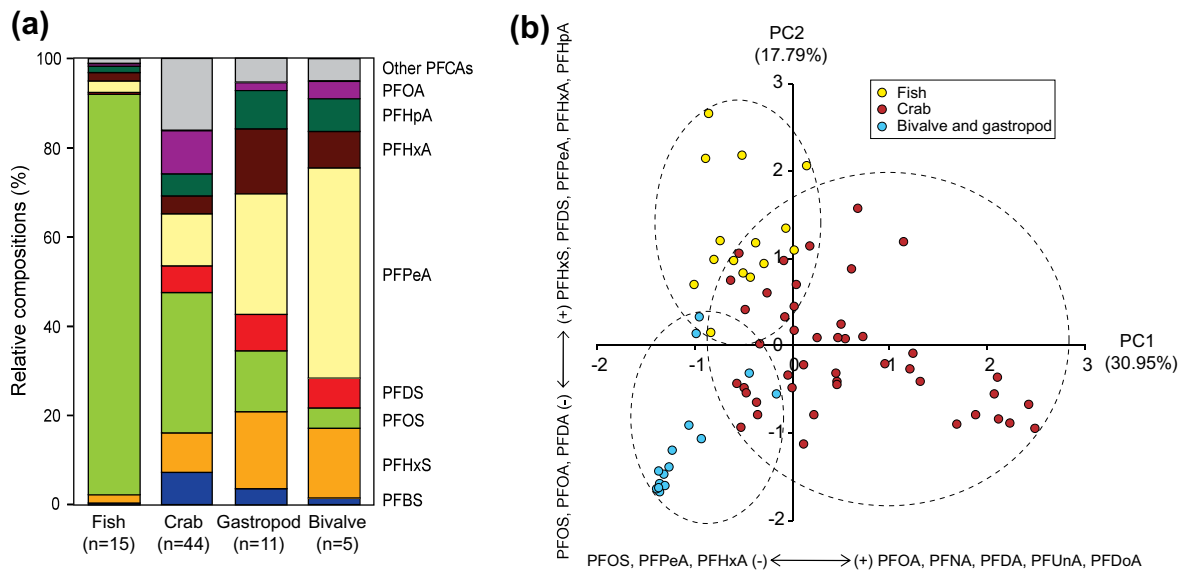 (a)
Relative compositions (%)
100
80
60
40
20
0
Other PFCAs
PFOA
PFHpA
PFHxA
PFPeA
PFDS
PFOS
PFHxS
PFBS
Fish
(n=15)
Crab
(n=44)
Gastropod
(n=11)
Bivalve
(n=5)
(b)
PC2
(17.79%)
Fish
Crab
Bivalve and gastropod
3
2
1
0
-1
-2
-2
-1
0
1
2
3
PC1
(30.95%)
PFOS, PFOA, PFDA (-) (+) PFHxS, PFDS, PFPeA, PFHxA, PFHpA
PFOS, PFPeA, PFHxA (-) (+) PFOA, PFNA, PFDA, PFUnA, PFDoA